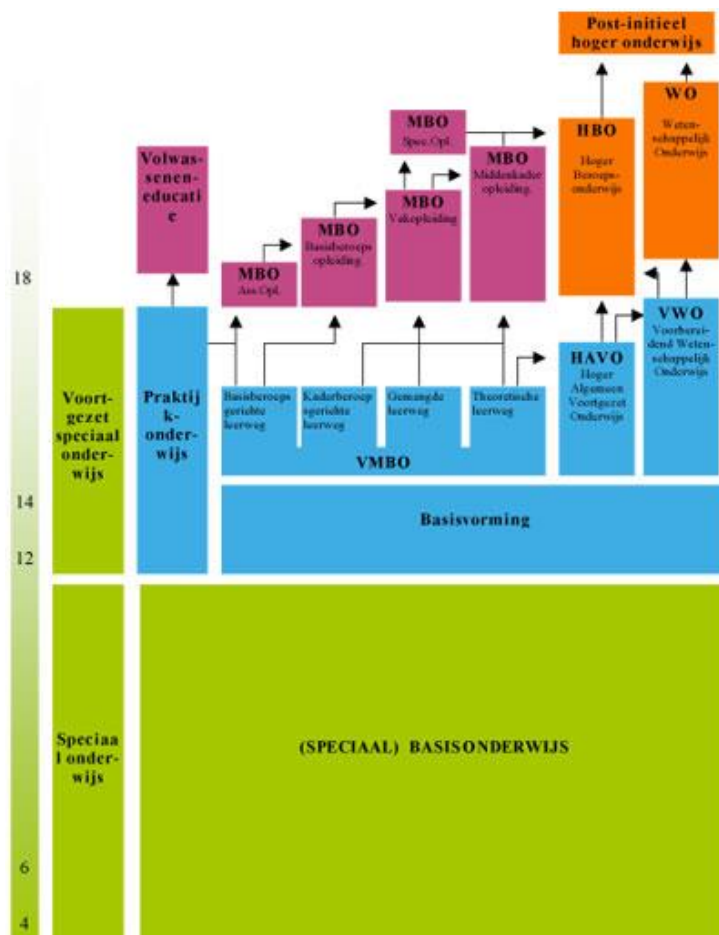 Post-initieel
hoger onderwijs
WO
Weten-
schappelijk
Onderwijs
MBO
Spec.Opl.
HBO
Hoger
Beroeps-
onderwijs
Volwas-
senen-
educati
e
MBO
Middenkader
opleiding.
MBO
Vakopleiding
MBO
Basisberoeps
opleiding.
MBO
Ass.Opl.
18
VWO
Voorberei-
dend Weten-
schappelijk
Onderwijs
HAVO
Hoger
Algemeen
Voortgezet
Onderwijs
Voort-
gezet
speciaal
onder-
wijs
Praktij
k-
onder-
wijs
Basisberoeps
gerichte
leerweg
Kaderberoep
sgerichte
leerweg
Gemengde
leerweg
Theoretische
leerweg
VMBO
14
Basisvorming
12
Speciaa
l onder-
wijs
(SPECIAAL) BASISONDERWIJS
6
4